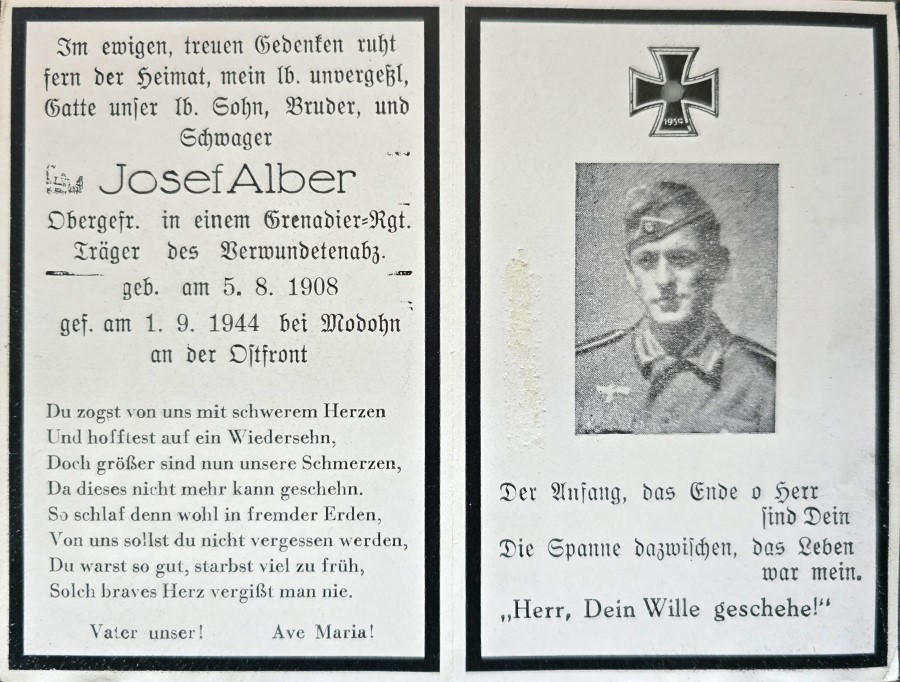 Im ewigen, treuen Gedenken ruht
fern der Heimat, mein lb. unvergeßl,
Gatte unser lb. Sohn, Bruder, und
Schwager
Josef Alber
Obergefr. in einem Grenadier=Rgt.
Träger des Verwundetenabz.
geb. am 5. 8. 1908
gef. am 1. 9. 1944 bei Modohn
an der Ostfront
Du zogst von uns mit schwerem Herzen
Und hofftest auf ein Wiedersehn,
Doch größer sind nun unsere Schmerzen,
Da dieses nicht mehr kann geschehn.
So schlaf denn wohl in fremder Erden,
Von uns sollst du nicht vergessen werden,
Du warst so gut, starbst viel zu früh,
Solch braves Herz vergißt man nie.
Vater unser! Ave Maria!
1939
Der Anfang, das Ende o Herr
sind Dein
Die Spanne dazwischen, das Leben
war mein.
„Herr, Dein Wille geschehe!“